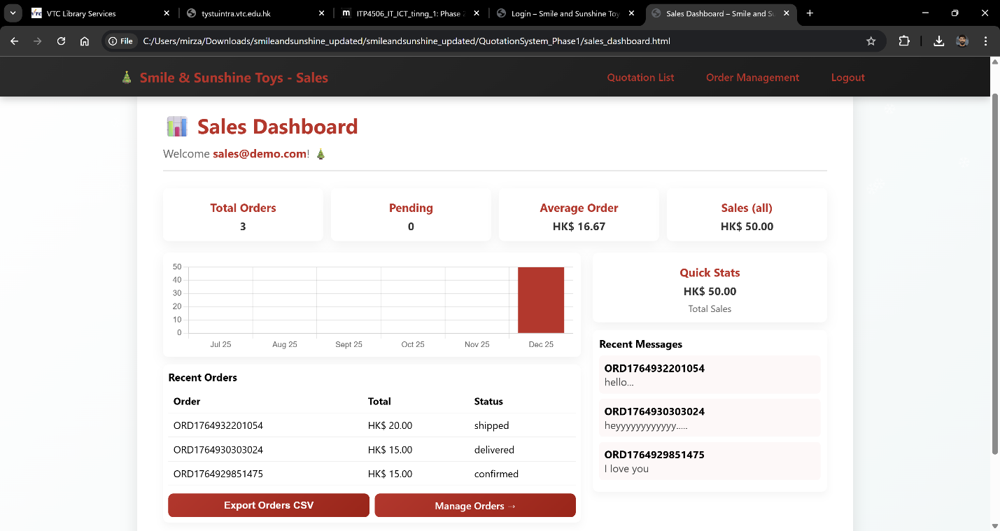 VTC Library Services
tystuintra.vtc.edu.hk
ITP4506_IT_ICT_tinng_1: Phase
Login – Smile and Sunshine Toy
Sales Dashboard – Smile and Su
File
C:/Users/mirza/Downloads/smileandsunshine_updated/smileandsunshine_updated/QuotationSystem_Phase1/sales_dashboard.html
Smile & Sunshine Toys - Sales
Quotation List
Order Management
Logout
Sales Dashboard
Welcome sales@demo.com!
Total Orders
3
Pending
0
Average Order
HK$ 16.67
Sales (all)
HK$ 50.00
50
40
30
20
10
0
Jul 25 Aug 25 Sept 25 Oct 25 Nov 25 Dec 25
Quick Stats
HK$ 50.00
Total Sales
Recent Orders
Order Total Status
ORD1764932201054 HK$ 20.00 shipped
ORD1764930303024 HK$ 15.00 delivered
ORD1764929851475 HK$ 15.00 confirmed
Export Orders CSV
Manage Orders →
Recent Messages
ORD1764932201054
hello...
ORD1764930303024
heyyyyyyyyyyyy.....
ORD1764929851475
I love you